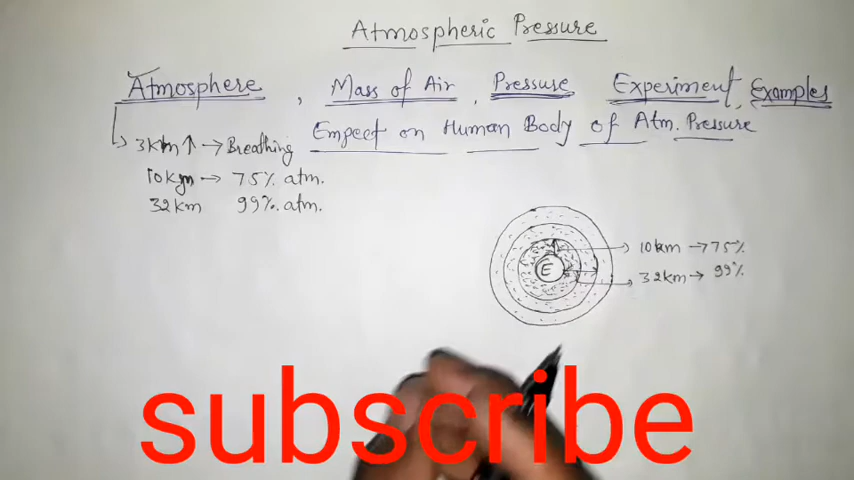 Atmospheric Pressure
Atmosphere, Mass of Air, Pressure Experiment, Examples
Empect on Human Body of Atm. Pressure
3km ↑ → Breathing
10km → 75% atm.
32km 99% atm.
E
10km → 75%
32km → 99%
subscribe